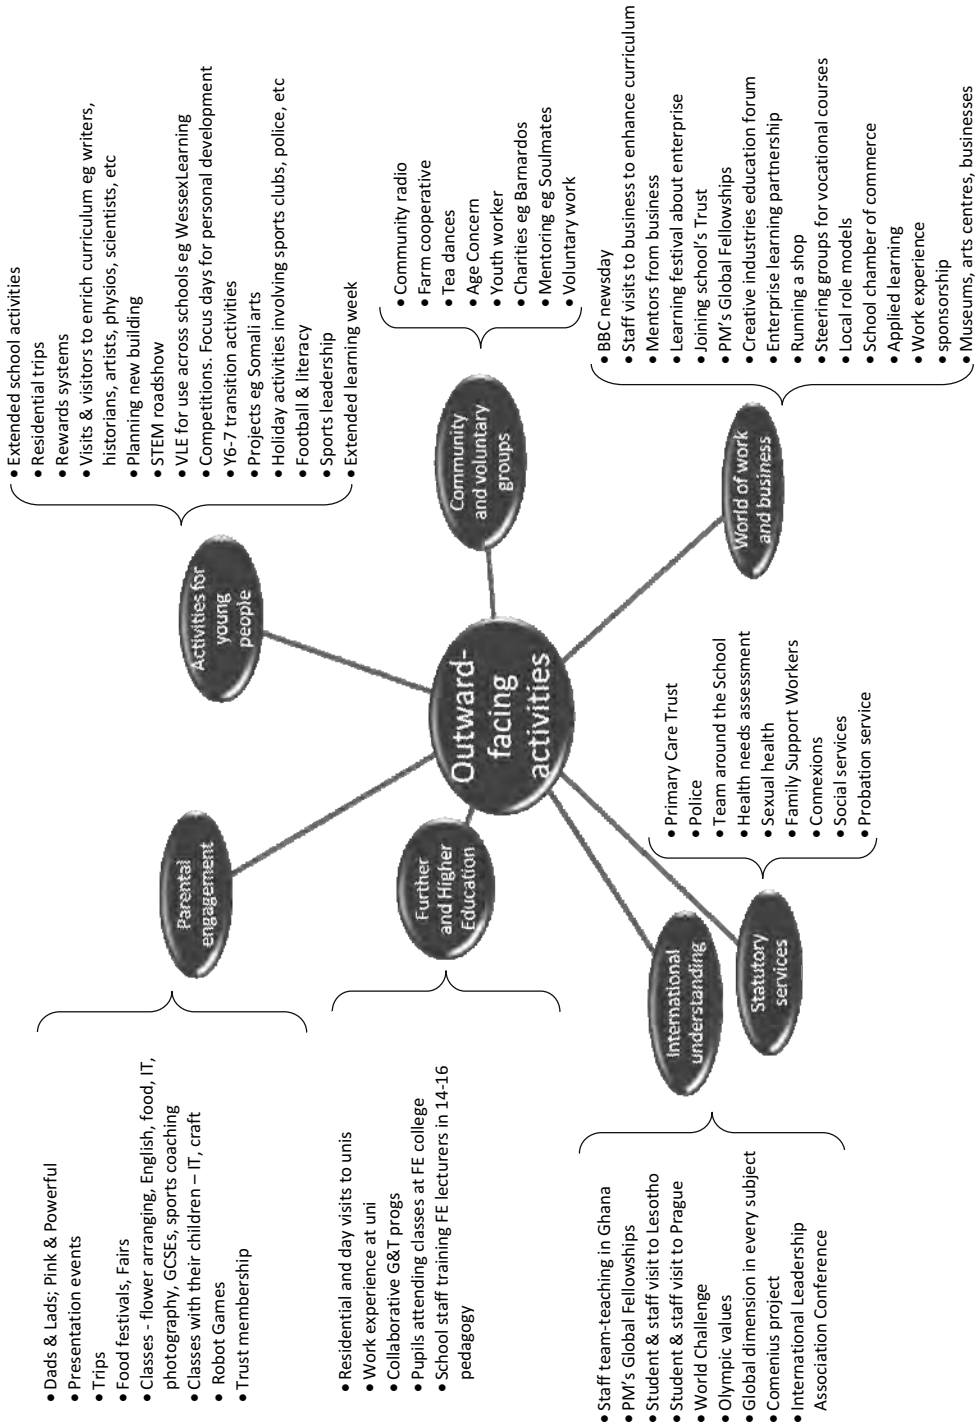 Outward-
facing
activities
Parental
engagement
• Dads & Lads; Pink & Powerful
• Presentation events
• Trips
• Food festivals, Fairs
• Classes - flower arranging, English, food, IT,
photography, GCSEs, sports coaching
• Classes with their children – IT, craft
• Robot Games
• Trust membership
Activities for
young
people
• Extended school activities
• Residential trips
• Rewards systems
• Visits & visitors to enrich curriculum eg writers,
historians, artists, physios, scientists, etc
• Planning new building
• STEM roadshow
• VLE for use across schools eg WessexLearning
• Competitions. Focus days for personal development
• Y6-7 transition activities
• Projects eg Somali arts
• Holiday activities involving sports clubs, police, etc
• Football & literacy
• Sports leadership
• Extended learning week
Further
and Higher
Education
• Residential and day visits to unis
• Work experience at uni
• Collaborative G&T progs
• Pupils attending classes at FE college
• School staff training FE lecturers in 14-16
pedagogy
Community
and voluntary
groups
• Community radio
• Farm cooperative
• Tea dances
• Age Concern
• Youth worker
• Charities eg Barnardos
• Mentoring eg Soulmates
• Voluntary work
International
understanding
• Staff team-teaching in Ghana
• PM's Global Fellowships
• Student & staff visit to Lesotho
• Student & staff visit to Prague
• World Challenge
• Olympic values
• Global dimension in every subject
• Comenius project
• International Leadership
Association Conference
Statutory
services
• Primary Care Trust
• Police
• Team around the School
• Health needs assessment
• Sexual health
• Family Support Workers
• Connexions
• Social services
• Probation service
World of work
and business
• BBC newsday
• Staff visits to business to enhance curriculum
• Mentors from business
• Learning festival about enterprise
• Joining school's Trust
• PM's Global Fellowships
• Creative industries education forum
• Enterprise learning partnership
• Running a shop
• Steering groups for vocational courses
• Local role models
• School chamber of commerce
• Applied learning
• Work experience
• sponsorship
• Museums, arts centres, businesses